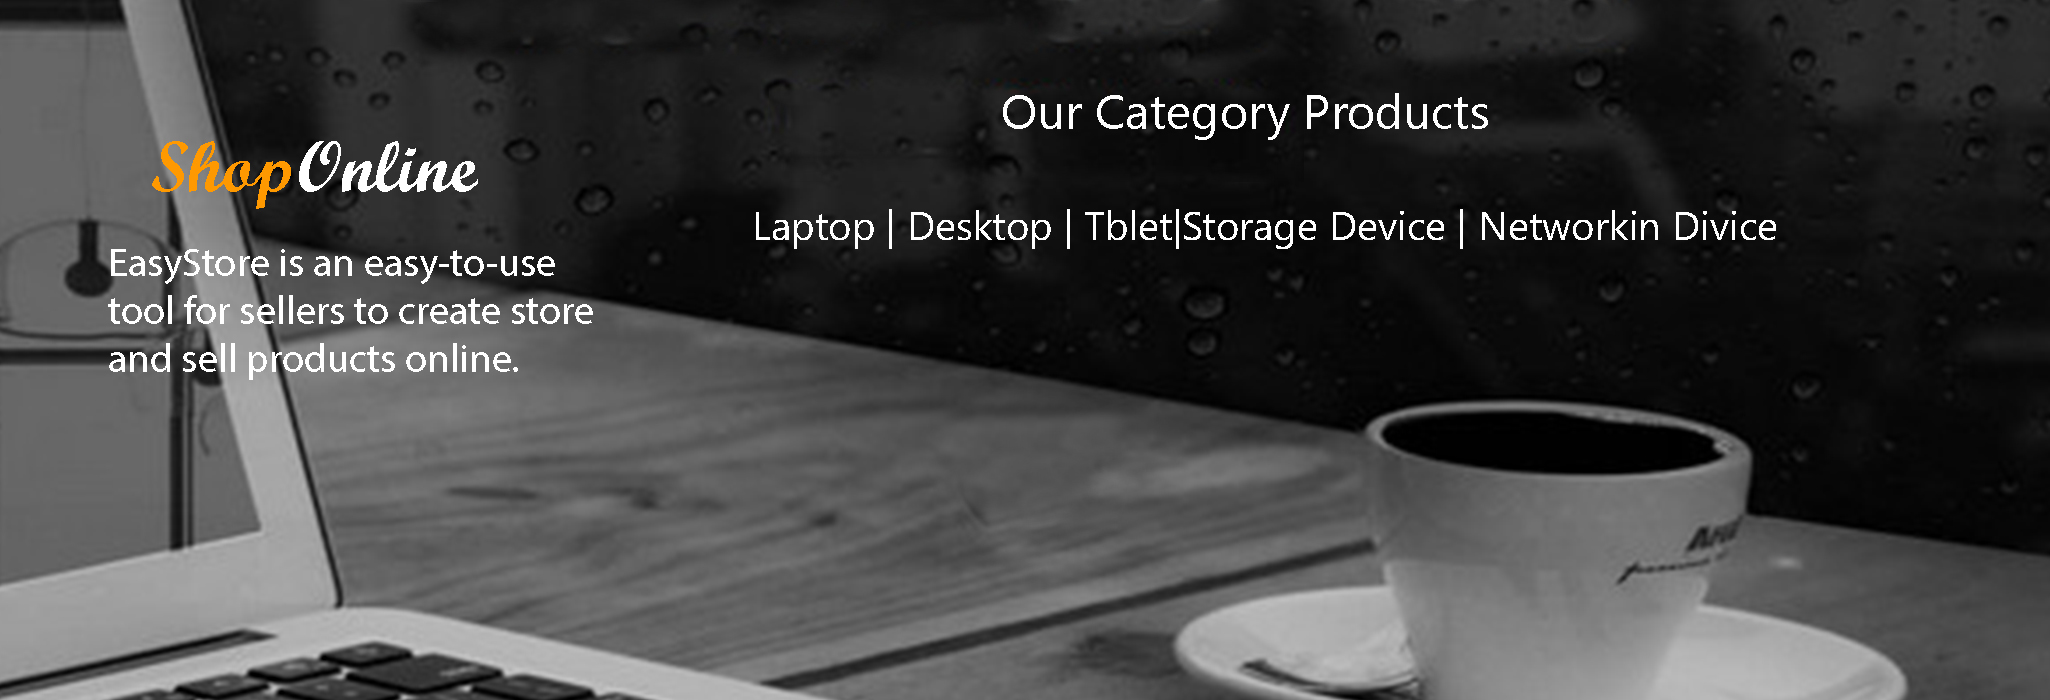 ShopOnline
EasyStore is an easy-to-use
tool for sellers to create store
and sell products online.
Our Category Products
Laptop | Desktop | Tblet|Storage Device | Networkin Divice